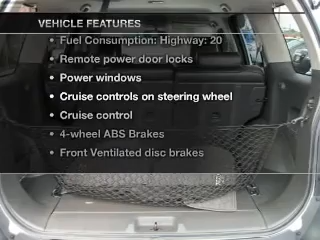 VEHICLE FEATURES
• Fuel Consumption: Highway: 20
• Remote power door locks
• Power windows
• Cruise controls on steering wheel
• Cruise control
• 4-wheel ABS Brakes
• Front Ventilated disc brakes